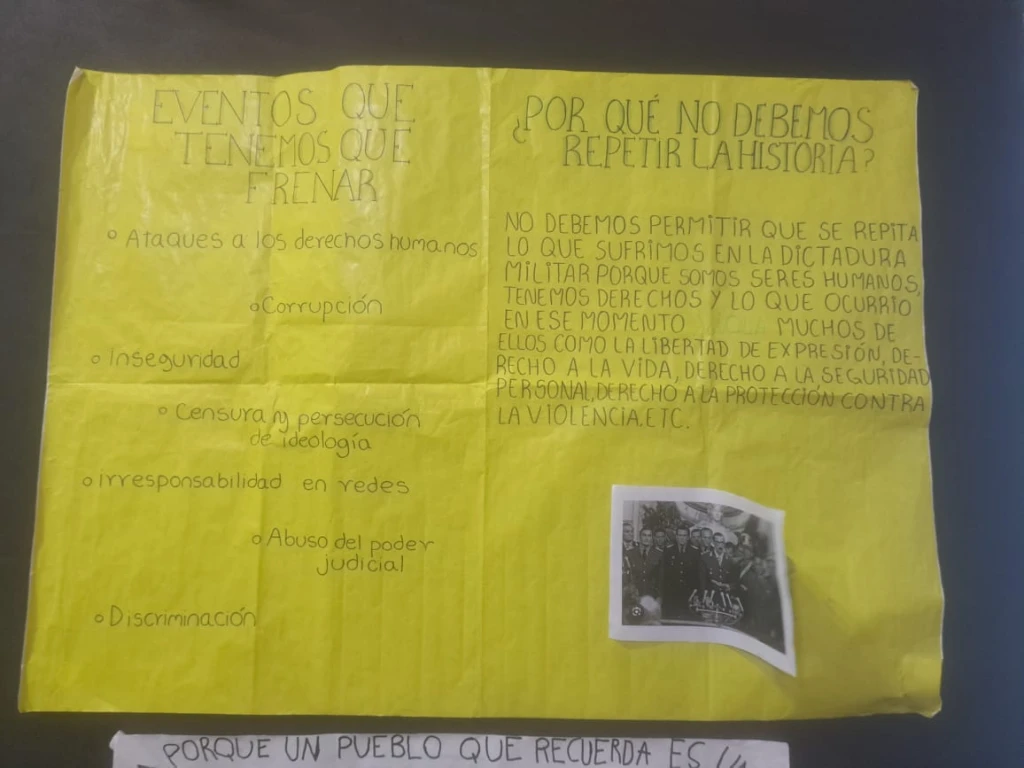 EVENTOS QUE
TENEMOS QUE
FRENAR
Ataques a los derechos humanos
Corrupción
Inseguridad
Censura y persecución
de ideología
irresponsabilidad en redes
Abuso del poder
judicial
Discriminación
¿POR QUÉ NO DEBEMOS
REPETIR LA HISTORIA?
NO DEBEMOS PERMITIR QUE SE REPITA
LO QUE SUFRIMOS EN LA DICTADURA
MILITAR PORQUE SOMOS SERES HUMANOS,
TENEMOS DERECHOS Y LO QUE OCURRIO
EN ESE MOMENTO MUCHOS DE
ELLOS COMO LA LIBERTAD DE EXPRESIÓN, DE-
RECHO A LA VIDA, DERECHO A LA SEGURIDAD
PERSONAL, DERECHO A LA PROTECCIÓN CONTRA
LA VIOLENCIA. ETC.
PORQUE UN PUEBLO QUE RECUERDA ES